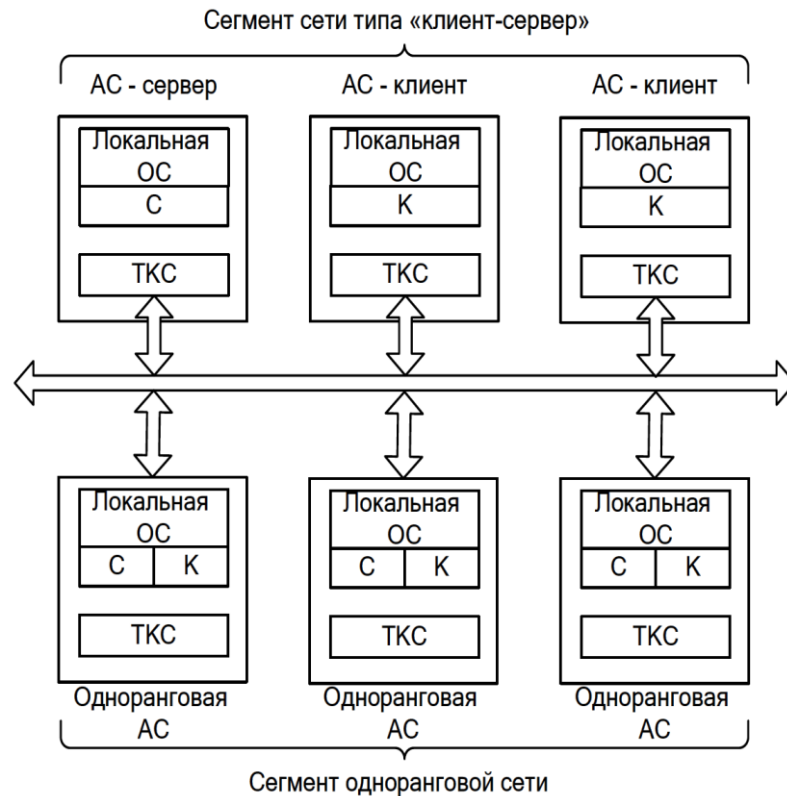 Сегмент сети типа «клиент-сервер»
АС - сервер
АС - клиент
АС - клиент
Локальная
ОС
С
ТКС
Локальная
ОС
К
ТКС
Локальная
ОС
К
ТКС
Локальная
ОС
С К
ТКС
Локальная
ОС
С К
ТКС
Локальная
ОС
С К
ТКС
Одноранговая
АС
Одноранговая
АС
Одноранговая
АС
Сегмент одноранговой сети